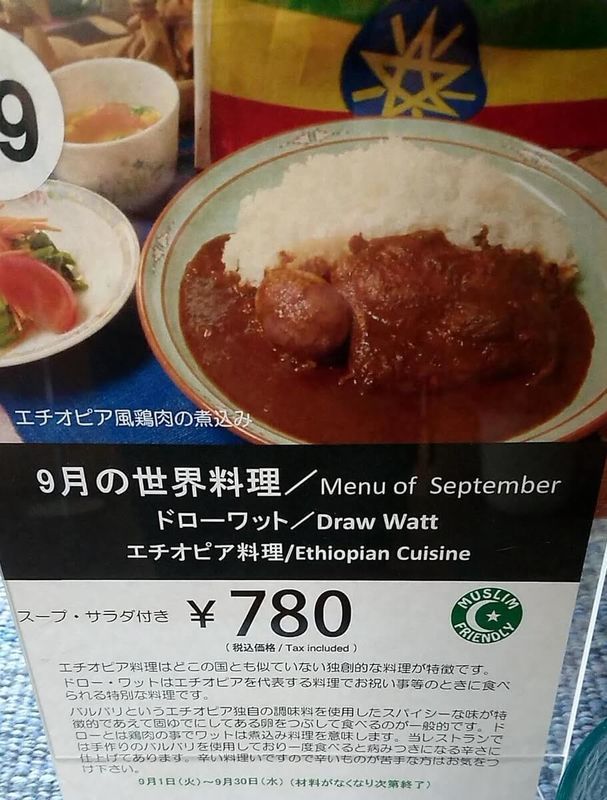 9
エチオピア風鶏肉の煮込み
9月の世界料理／Menu of September
ドローワット／Draw Watt
エチオピア料理/Ethiopian Cuisine
スープ・サラダ付き ￥780
（税込価格 / Tax included ）
MUSLIM
FRIENDLY
エチオピア料理はどこの国とも似ていない独創的な料理が特徴です。
ドロー・ワットはエチオピアを代表する料理でお祝い事等のときに食べ
られる特別な料理です。
バルバリというエチオピア独自の調味料を使用したスパイシーな味が特
徴的であえて固ゆでにしてある卵をつぶして食べるのが一般的です。ド
ローとは鶏肉の事でワットは煮込み料理を意味します。当レストランで
は手作りのバルバリを使用しており一度食べると病みつきになる辛さに
仕上げてあります。辛い料理いですので辛いものが苦手な方はお気をつ
け下さい。
9月1日(火)～9月30日(水)（材料がなくなり次第終了）